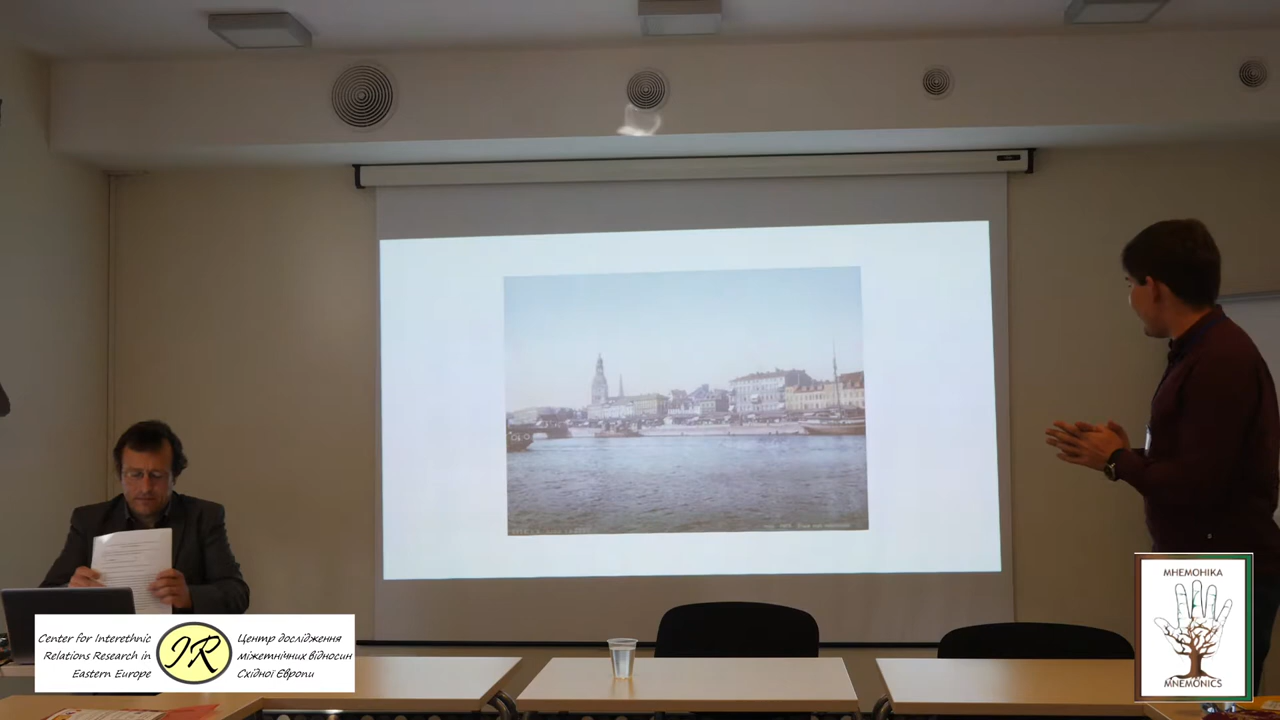 Center for Interethnic
Relations Research in
Eastern Europe
IR
Центр дослідження
міжетнічних відносин
Східної Європи
МНЕМОНІКА
MNEMONICS